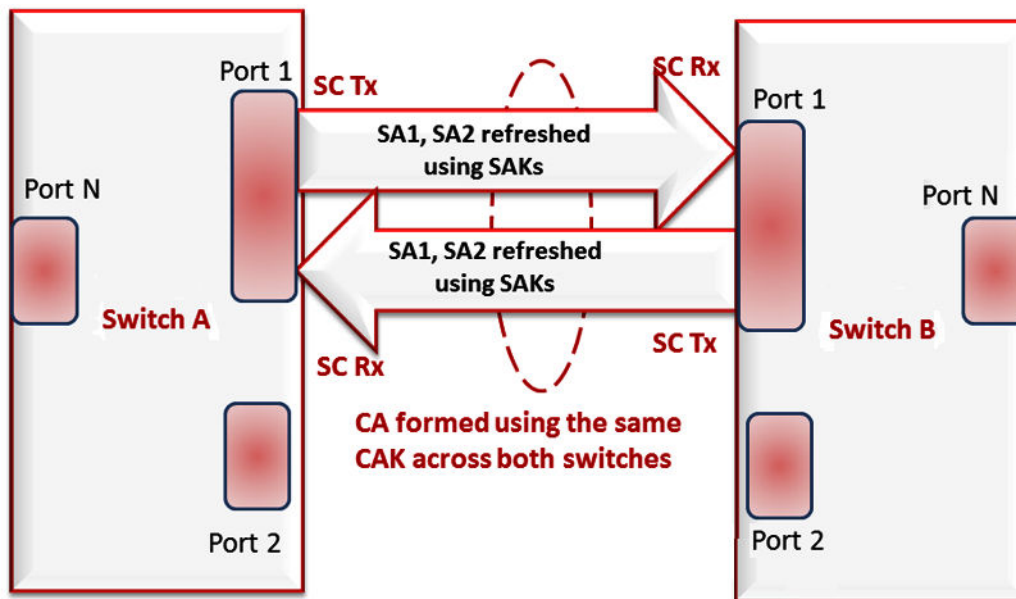 Port 1
SC Tx
SC Rx
Port 1
SA1, SA2 refreshed
using SAKs
Port N
Port N
SA1, SA2 refreshed
using SAKs
Switch A
Switch B
SC Rx
SC Tx
CA formed using the same
CAK across both switches
Port 2
Port 2